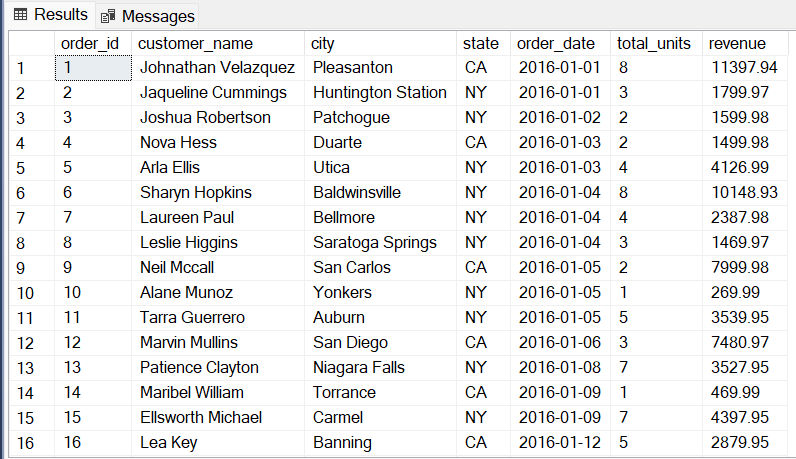 Results Messages
order_id customer_name city state order_date total_units revenue
1 1 Johnathan Velazquez Pleasanton CA 2016-01-01 8 11397.94
2 2 Jaqueline Cummings Huntington Station NY 2016-01-01 3 1799.97
3 3 Joshua Robertson Patchogue NY 2016-01-02 2 1599.98
4 4 Nova Hess Duarte CA 2016-01-03 2 1499.98
5 5 Arla Ellis Utica NY 2016-01-03 4 4126.99
6 6 Sharyn Hopkins Baldwinsville NY 2016-01-04 8 10148.93
7 7 Laureen Paul Bellmore NY 2016-01-04 4 2387.98
8 8 Leslie Higgins Saratoga Springs NY 2016-01-04 3 1469.97
9 9 Neil Mccall San Carlos CA 2016-01-05 2 7999.98
10 10 Alane Munoz Yonkers NY 2016-01-05 1 269.99
11 11 Tarra Guerrero Auburn NY 2016-01-05 5 3539.95
12 12 Marvin Mullins San Diego CA 2016-01-06 3 7480.97
13 13 Patience Clayton Niagara Falls NY 2016-01-08 7 3527.95
14 14 Maribel William Torrance CA 2016-01-09 1 469.99
15 15 Ellsworth Michael Carmel NY 2016-01-09 7 4397.95
16 16 Lea Key Banning CA 2016-01-12 5 2879.95